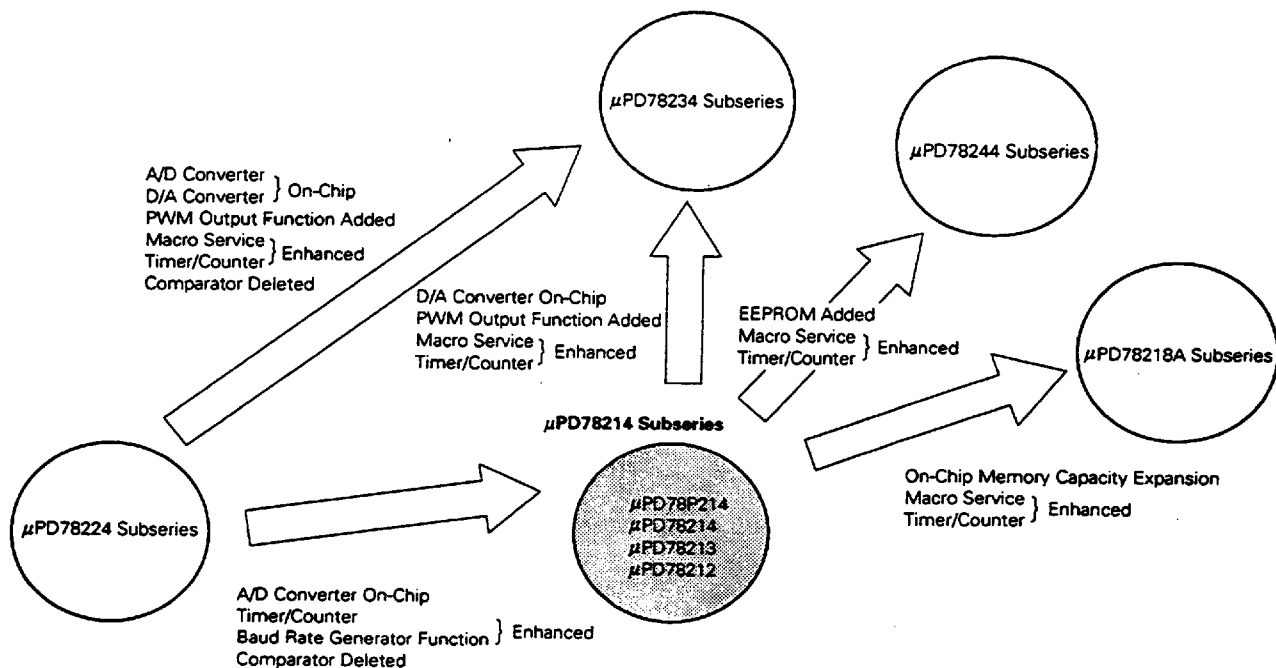 μPD78234 Subseries
μPD78244 Subseries
A/D Converter
D/A Converter } On-Chip
PWM Output Function Added
Macro Service
Timer/Counter } Enhanced
Comparator Deleted
D/A Converter On-Chip
PWM Output Function Added
Macro Service
Timer/Counter } Enhanced
EEPROM Added
Macro Service
Timer/Counter } Enhanced
μPD78218A Subseries
μPD78214 Subseries
On-Chip Memory Capacity Expansion
Macro Service
Timer/Counter } Enhanced
μPD78224 Subseries
μPD78P214
μPD78214
μPD78213
μPD78212
A/D Converter On-Chip
Timer/Counter
Baud Rate Generator Function } Enhanced
Comparator Deleted